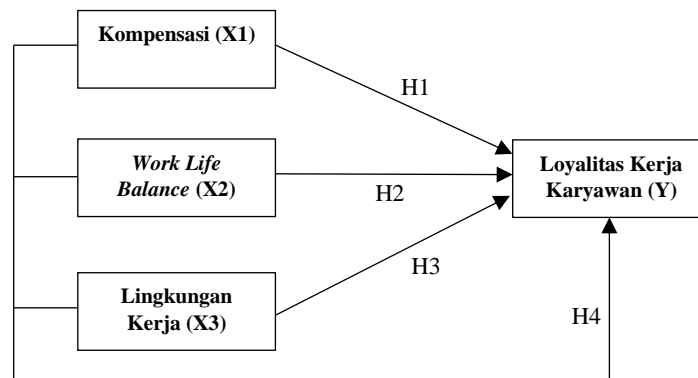 Kompensasi (X1)
H1
Work Life
Balance (X2)
H2
Loyalitas Kerja
Karyawan (Y)
H3
Lingkungan
Kerja (X3)
H4